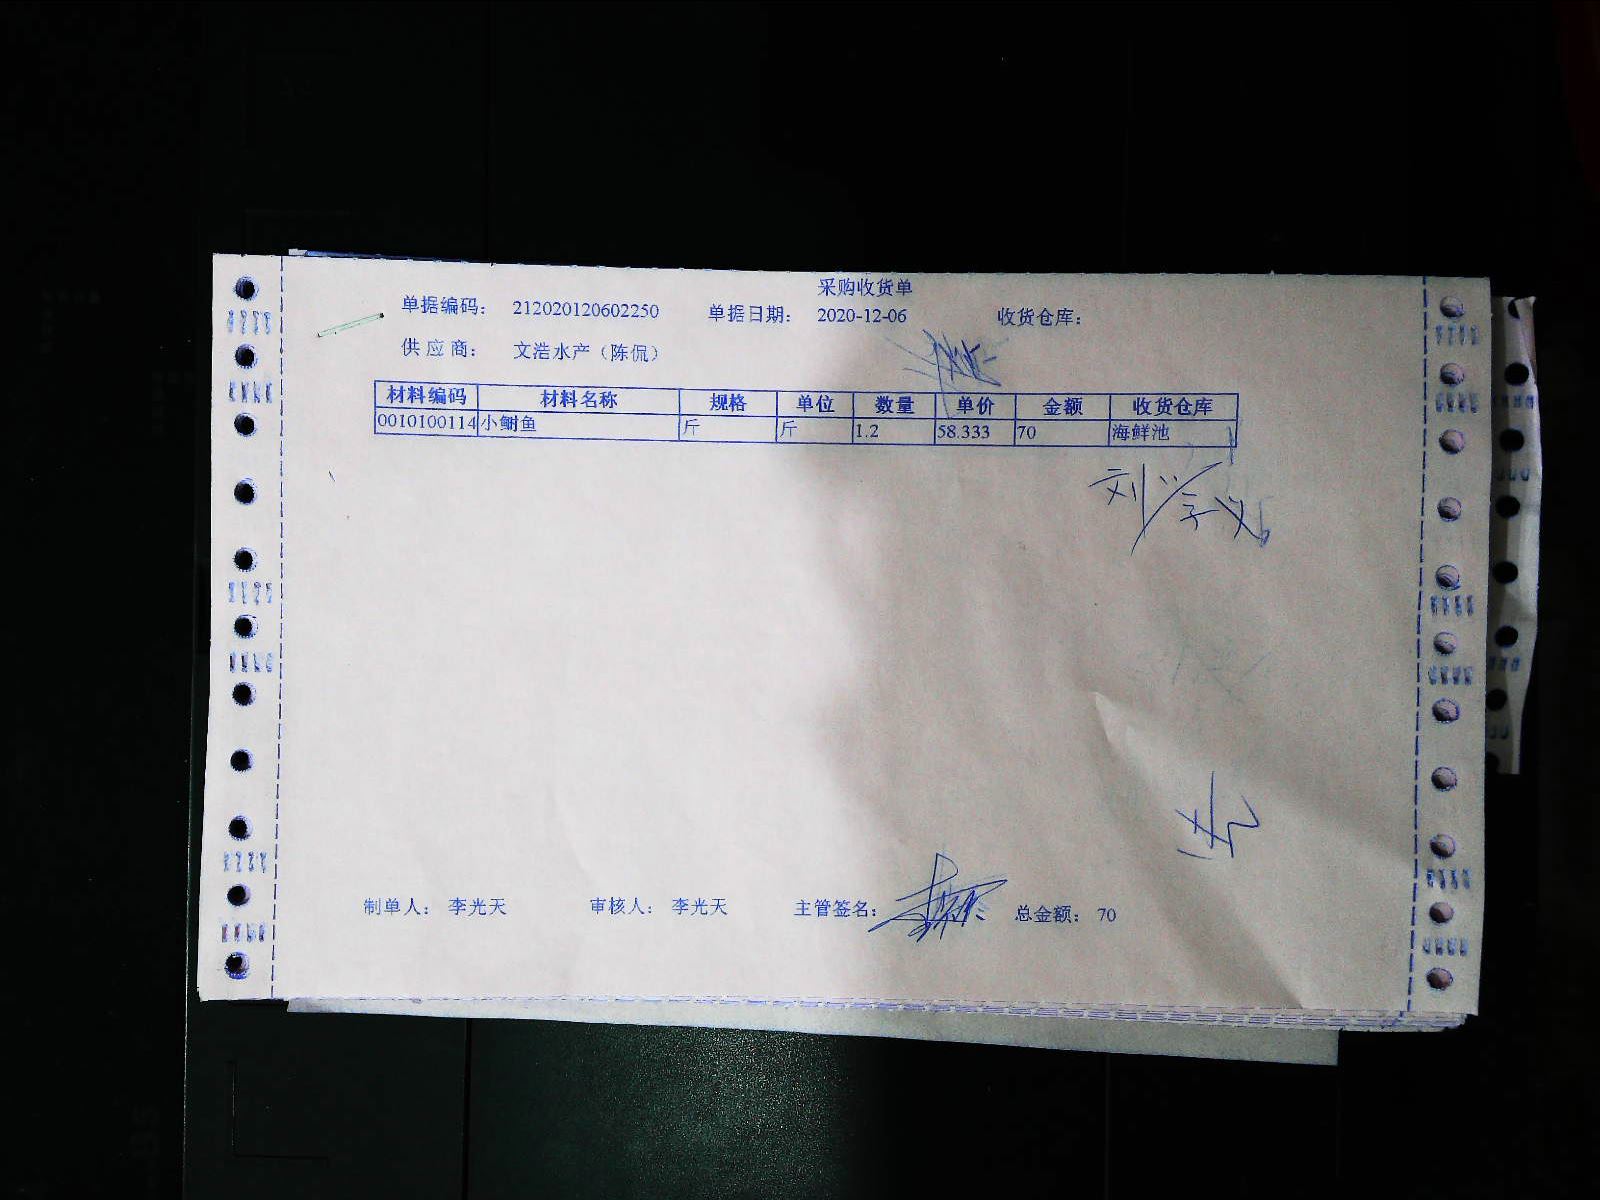 采购收货单
单据编码: 212020120602250 单据日期: 2020-12-06 收货仓库:
供应商: 文浩水产(陈侃)
材料编码 材料名称 规格 单位 数量 单价 金额 收货仓库
0010100114 小鲥鱼 斤 斤 1.2 58.333 70 海鲜池
制单人: 李光天 审核人: 李光天 主管签名: 总金额: 70